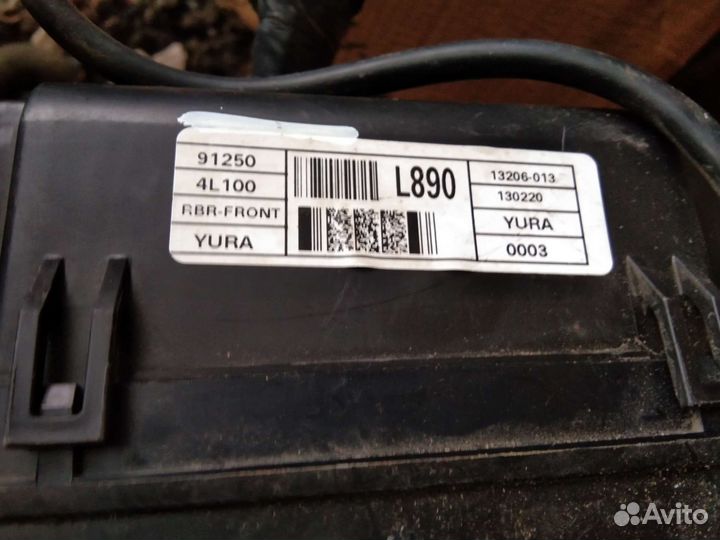 91250
4L100
RBR-FRONT
YURA
L890
13206-013
130220
YURA
0003
Avito